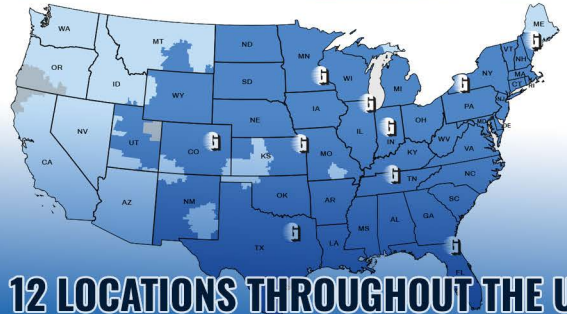 WA
MT
ND
MN
ME
OR
ID
WY
SD
WI
MI
NY
VT
NH
MA
CT
RI
NV
UT
CO
NE
IA
IL
IN
OH
PA
NJ
MD
DE
CA
AZ
NM
KS
MO
KY
WV
VA
OK
AR
TN
NC
SC
TX
LA
MS
AL
GA
FL
G
G
G
G
G
G
G
G
G
G
12 LOCATIONS THROUGHOUT THE U